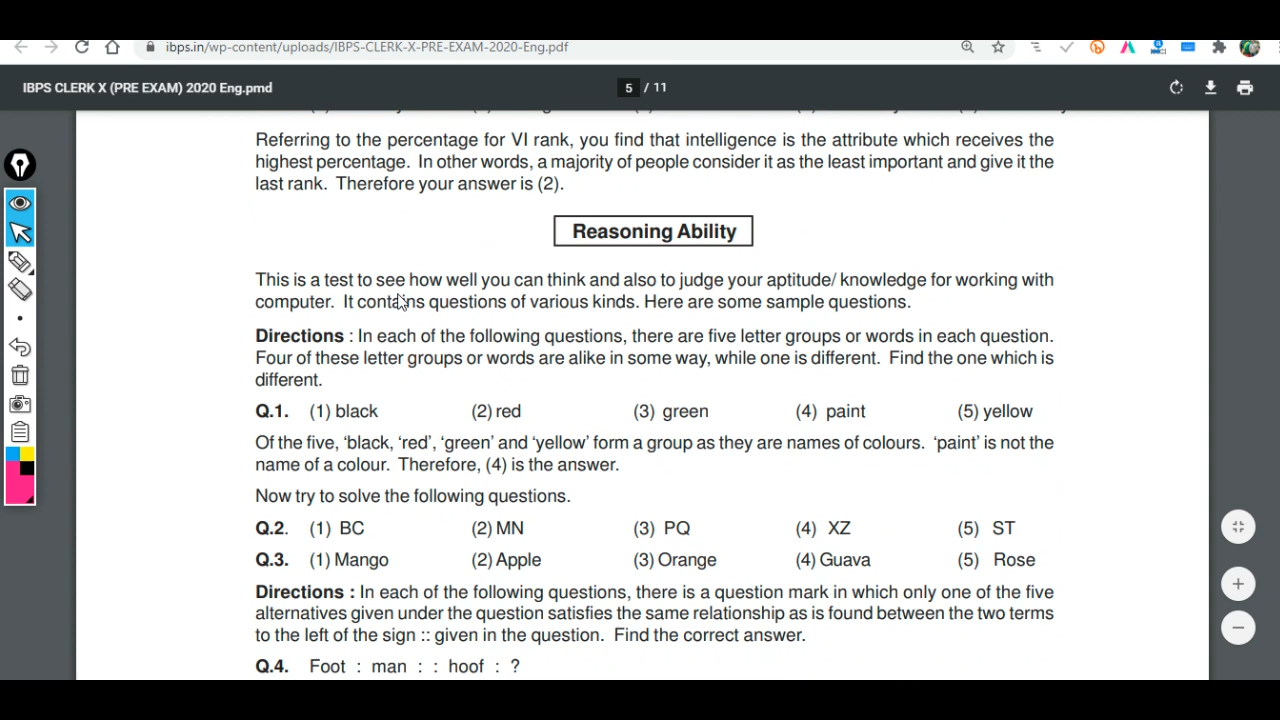 ibps.in/wp-content/uploads/IBPS-CLERK-X-PRE-EXAM-2020-Eng.pdf
IBPS CLERK X (PRE EXAM) 2020 Eng.pmd
5 / 11
Referring to the percentage for VI rank, you find that intelligence is the attribute which receives the
highest percentage. In other words, a majority of people consider it as the least important and give it the
last rank. Therefore your answer is (2).
Reasoning Ability
This is a test to see how well you can think and also to judge your aptitude/ knowledge for working with
computer. It contains questions of various kinds. Here are some sample questions.
Directions : In each of the following questions, there are five letter groups or words in each question.
Four of these letter groups or words are alike in some way, while one is different. Find the one which is
different.
Q.1. (1) black (2) red (3) green (4) paint (5) yellow
Of the five, ‘black, ‘red’, ‘green’ and ‘yellow’ form a group as they are names of colours. ‘paint’ is not the
name of a colour. Therefore, (4) is the answer.
Now try to solve the following questions.
Q.2. (1) BC (2) MN (3) PQ (4) XZ (5) ST
Q.3. (1) Mango (2) Apple (3) Orange (4) Guava (5) Rose
Directions : In each of the following questions, there is a question mark in which only one of the five
alternatives given under the question satisfies the same relationship as is found between the two terms
to the left of the sign :: given in the question. Find the correct answer.
Q.4. Foot : man : : hoof : ?